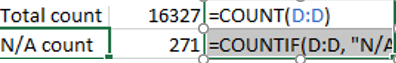 Total count 16327 =COUNT(D:D)
N/A count 271 =COUNTIF(D:D, "N/A